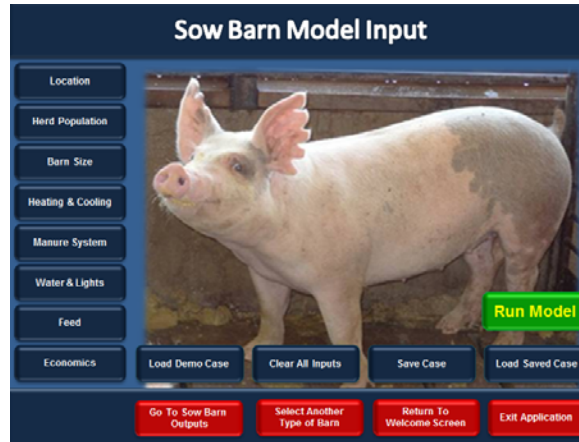 Sow Barn Model Input
Location
Herd Population
Barn Size
Heating & Cooling
Manure System
Water & Lights
Feed
Economics
Run Model
Load Demo Case
Clear All Inputs
Save Case
Load Saved Case
Go To Sow Barn
Outputs
Select Another
Type of Barn
Return To
Welcome Screen
Exit Application